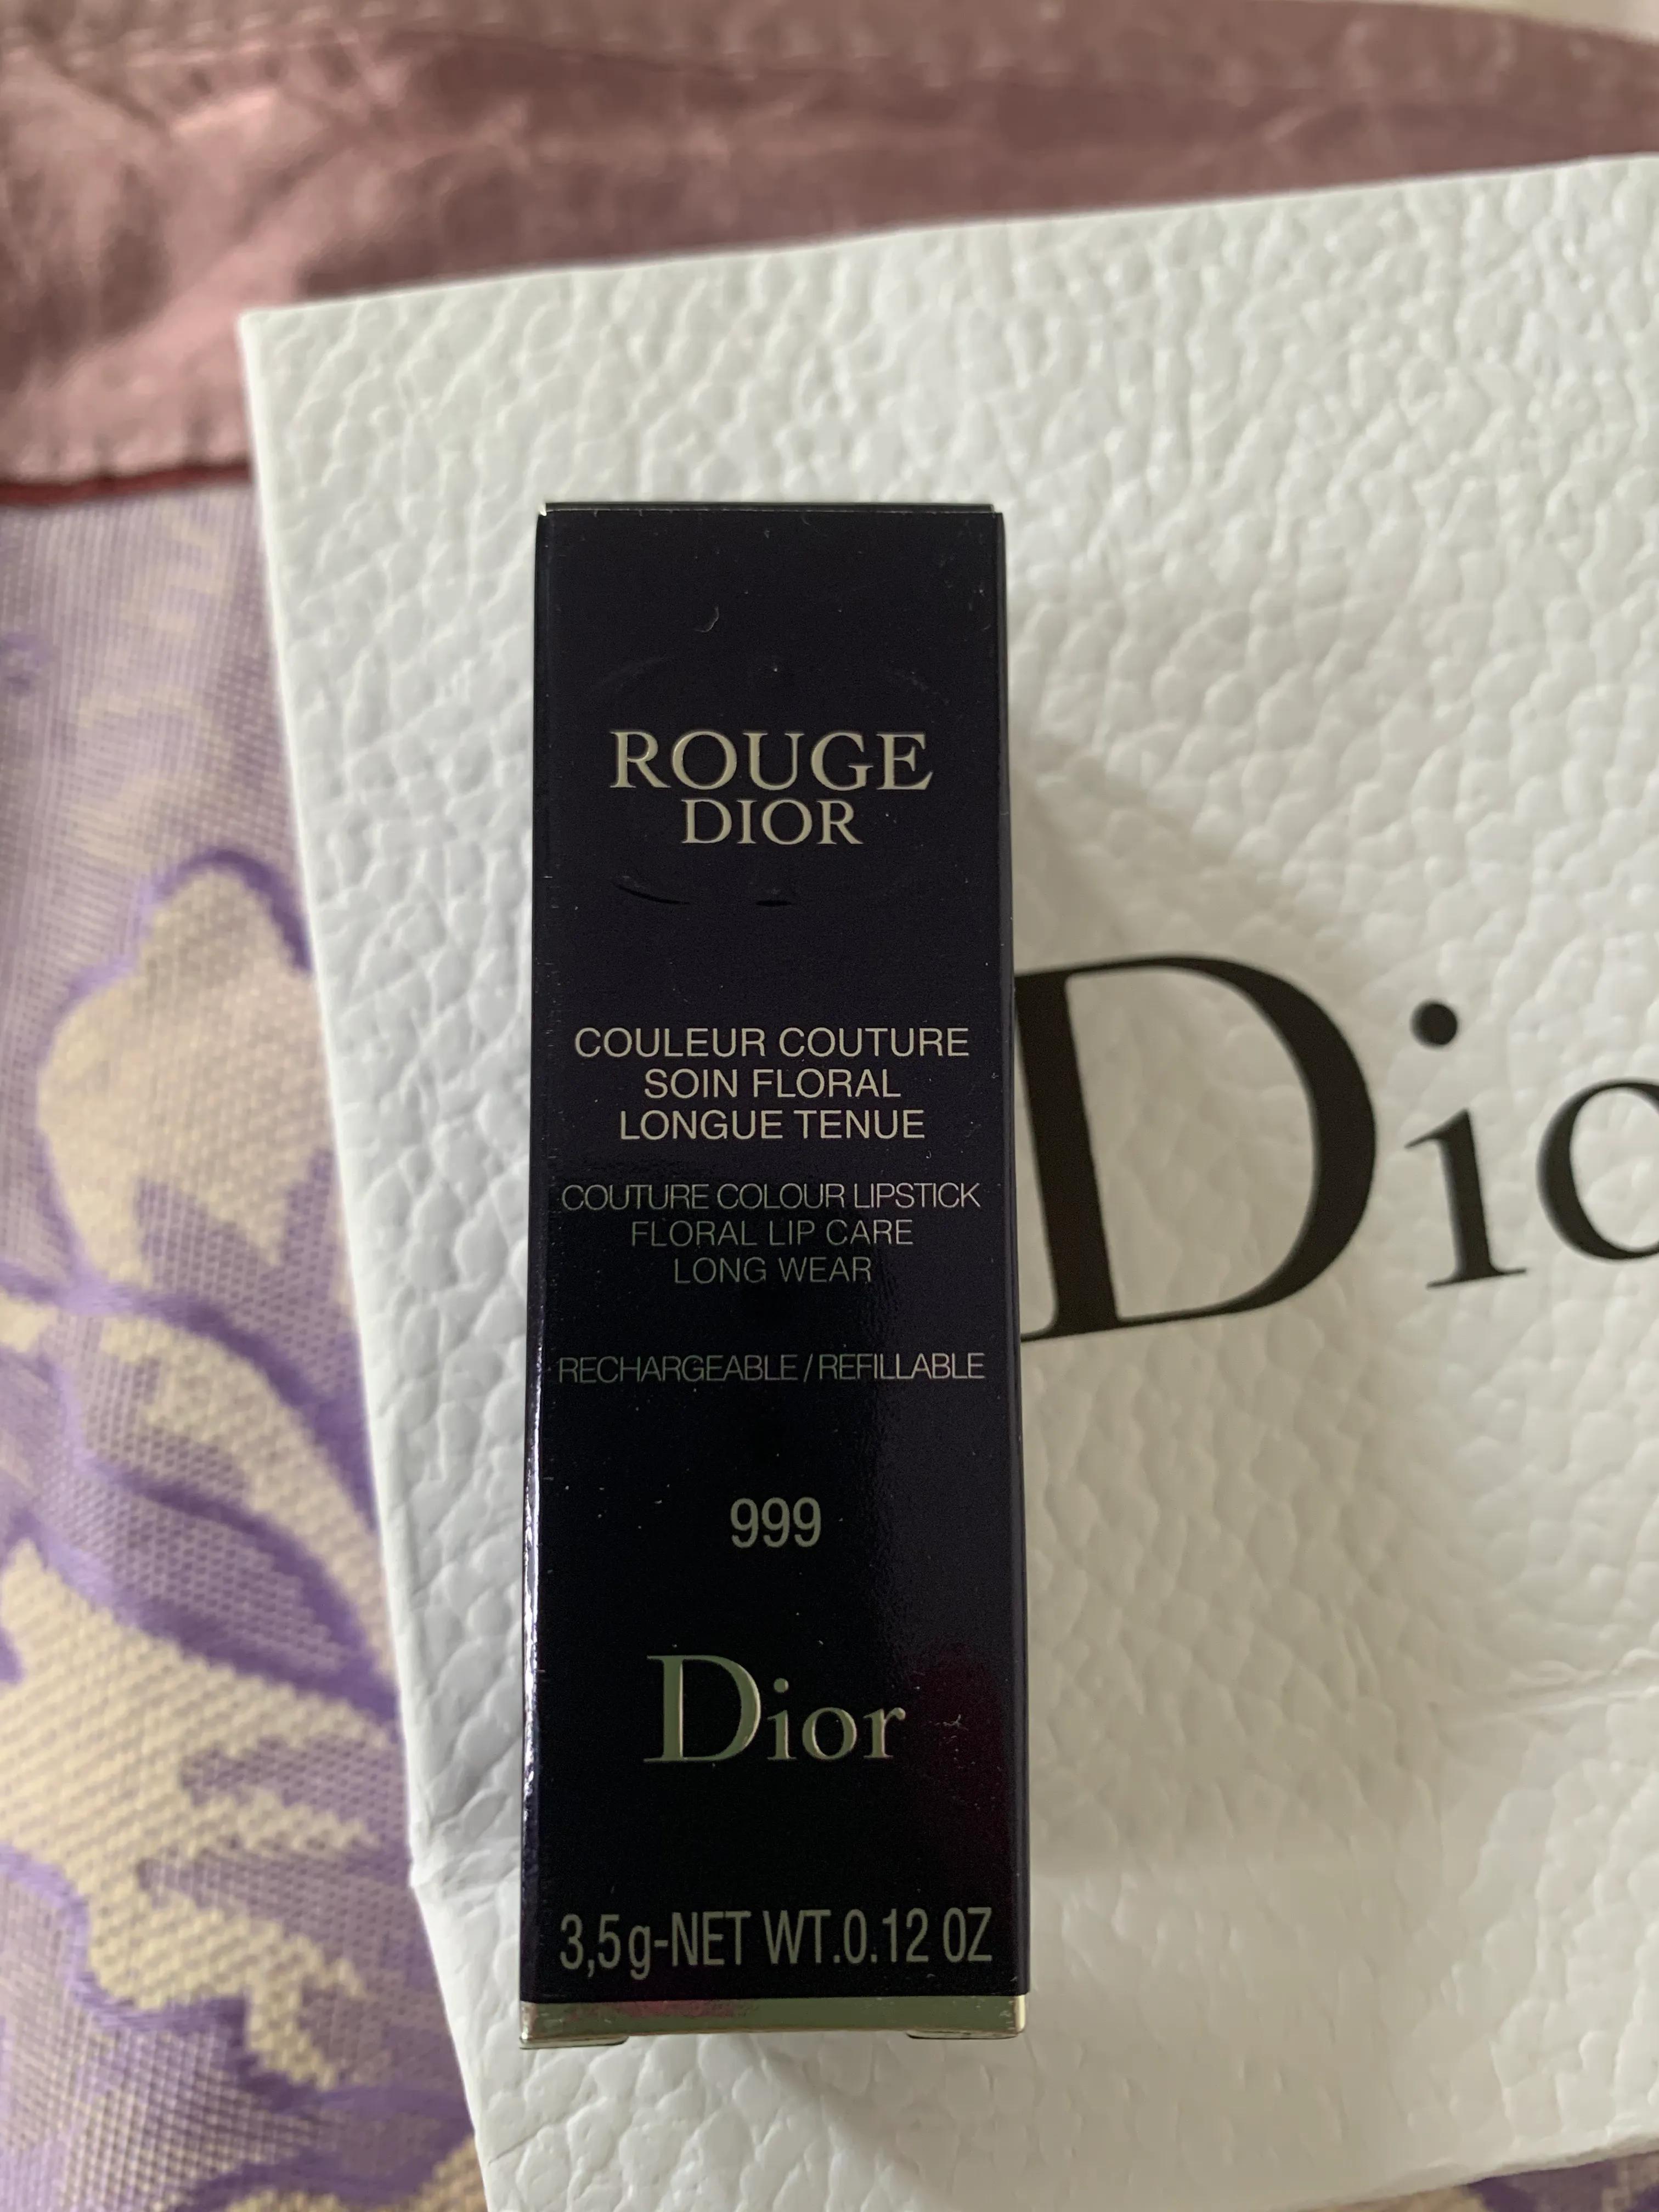 ROUGE
DIOR
COULEUR COUTURE
SOIN FLORAL
LONGUE TENUE
COUTURE COLOUR LIPSTICK
FLORAL LIP CARE
LONG WEAR
RECHARGEABLE / REFILLABLE
999
Dior
3,5g-NET WT.0.12 OZ
Dio